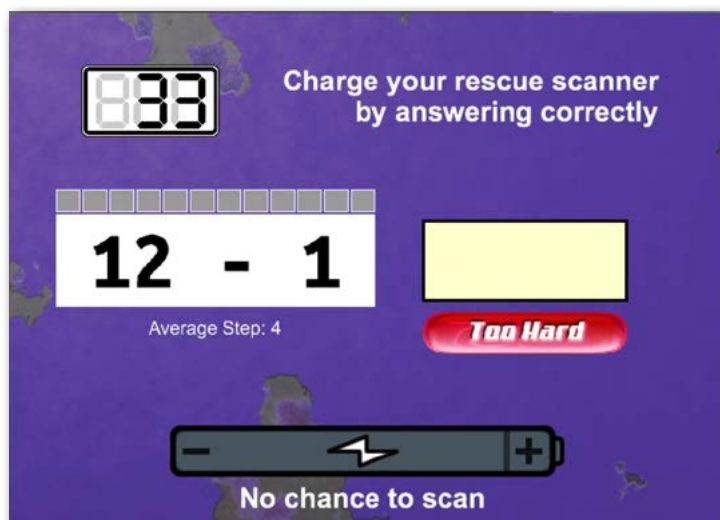 33
Charge your rescue scanner
by answering correctly
12 - 1
Average Step: 4
Too Hard
- +
No chance to scan